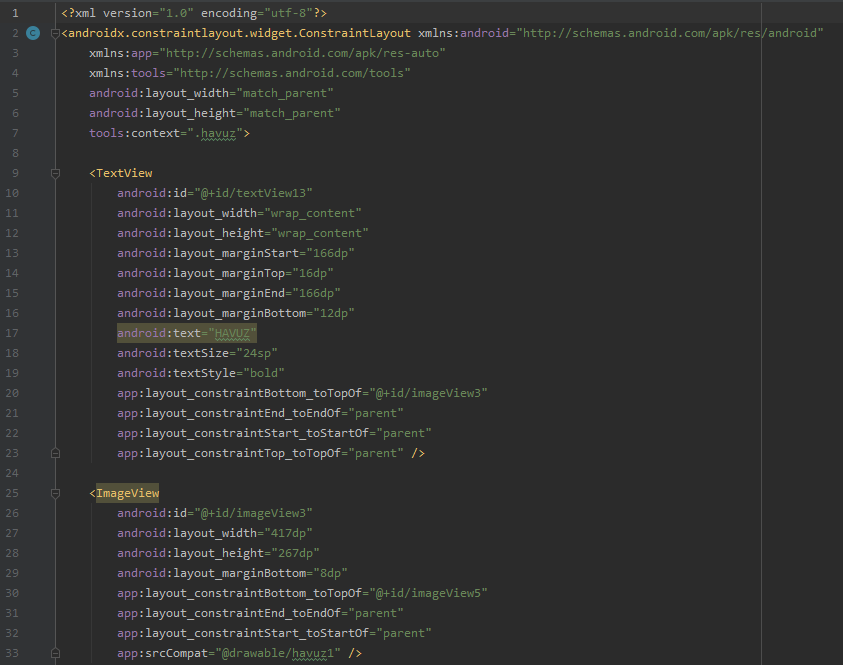 1 <?xml version="1.0" encoding="utf-8"?>
2 C <androidx.constraintlayout.widget.ConstraintLayout xmlns:android="http://schemas.android.com/apk/res/android"
3 xmlns:app="http://schemas.android.com/apk/res-auto"
4 xmlns:tools="http://schemas.android.com/tools"
5 android:layout_width="match_parent"
6 android:layout_height="match_parent"
7 tools:context=".havuz">
8
9 <TextView
10 android:id="@+id/textView13"
11 android:layout_width="wrap_content"
12 android:layout_height="wrap_content"
13 android:layout_marginStart="166dp"
14 android:layout_marginTop="16dp"
15 android:layout_marginEnd="166dp"
16 android:layout_marginBottom="12dp"
17 android:text="HAVUZ"
18 android:textSize="24sp"
19 android:textStyle="bold"
20 app:layout_constraintBottom_toTopOf="@+id/imageView3"
21 app:layout_constraintEnd_toEndOf="parent"
22 app:layout_constraintStart_toStartOf="parent"
23 app:layout_constraintTop_toTopOf="parent" />
24
25 <ImageView
26 android:id="@+id/imageView3"
27 android:layout_width="417dp"
28 android:layout_height="267dp"
29 android:layout_marginBottom="8dp"
30 app:layout_constraintBottom_toTopOf="@+id/imageView5"
31 app:layout_constraintEnd_toEndOf="parent"
32 app:layout_constraintStart_toStartOf="parent"
33 app:srcCompat="@drawable/havuz1" />